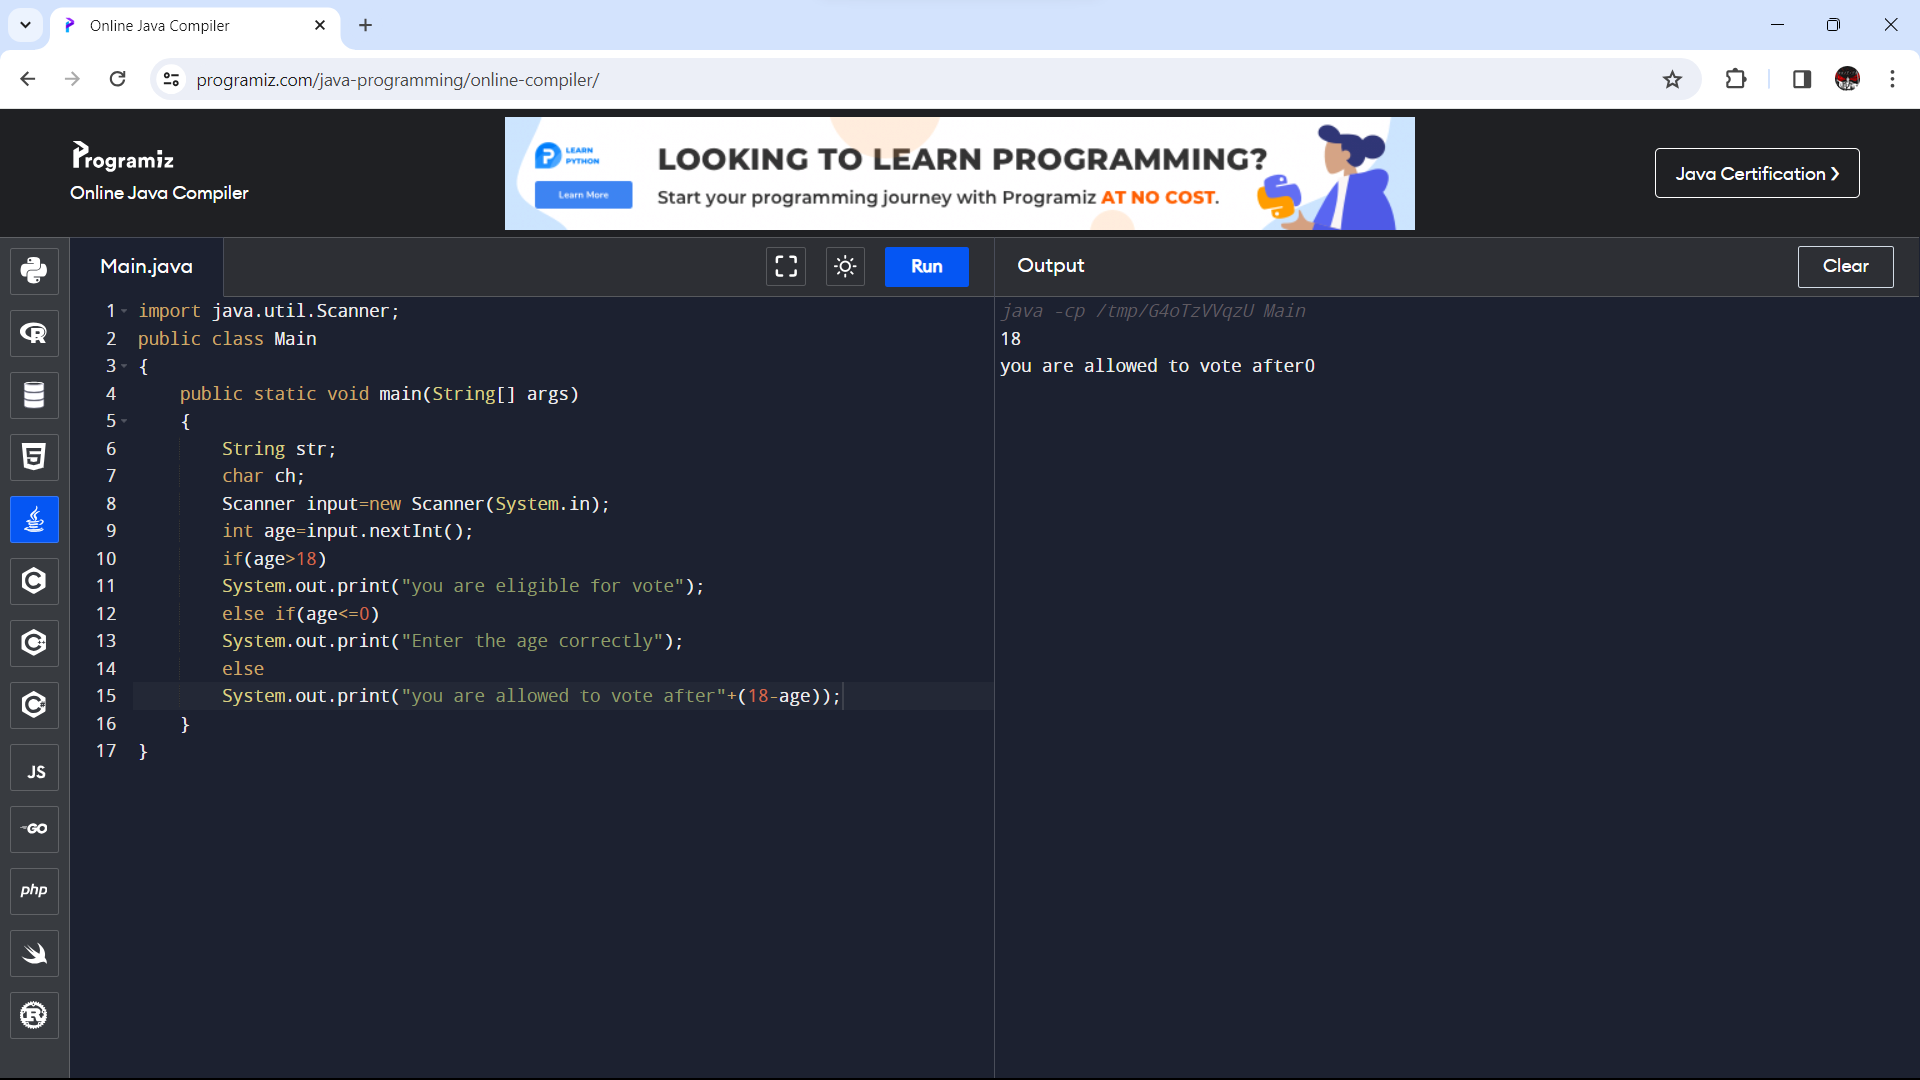 Online Java Compiler
programiz.com/java-programming/online-compiler/
Programiz
Online Java Compiler
LEARN
PYTHON
Learn More
LOOKING TO LEARN PROGRAMMING?
Start your programming journey with Programiz AT NO COST.
Java Certification ❯
Main.java
Run
Output
Clear
1 import java.util.Scanner;
2 public class Main
3 {
4     public static void main(String[] args)
5     {
6         String str;
7         char ch;
8         Scanner input=new Scanner(System.in);
9         int age=input.nextInt();
10         if(age>18)
11         System.out.print("you are eligible for vote");
12         else if(age<=0)
13         System.out.print("Enter the age correctly");
14         else
15         System.out.print("you are allowed to vote after"+(18-age));
16     }
17 }
java -cp /tmp/G4oTzVVqzU Main
18
you are allowed to vote after0
R
5
C
C
C
JS
GO
php
R